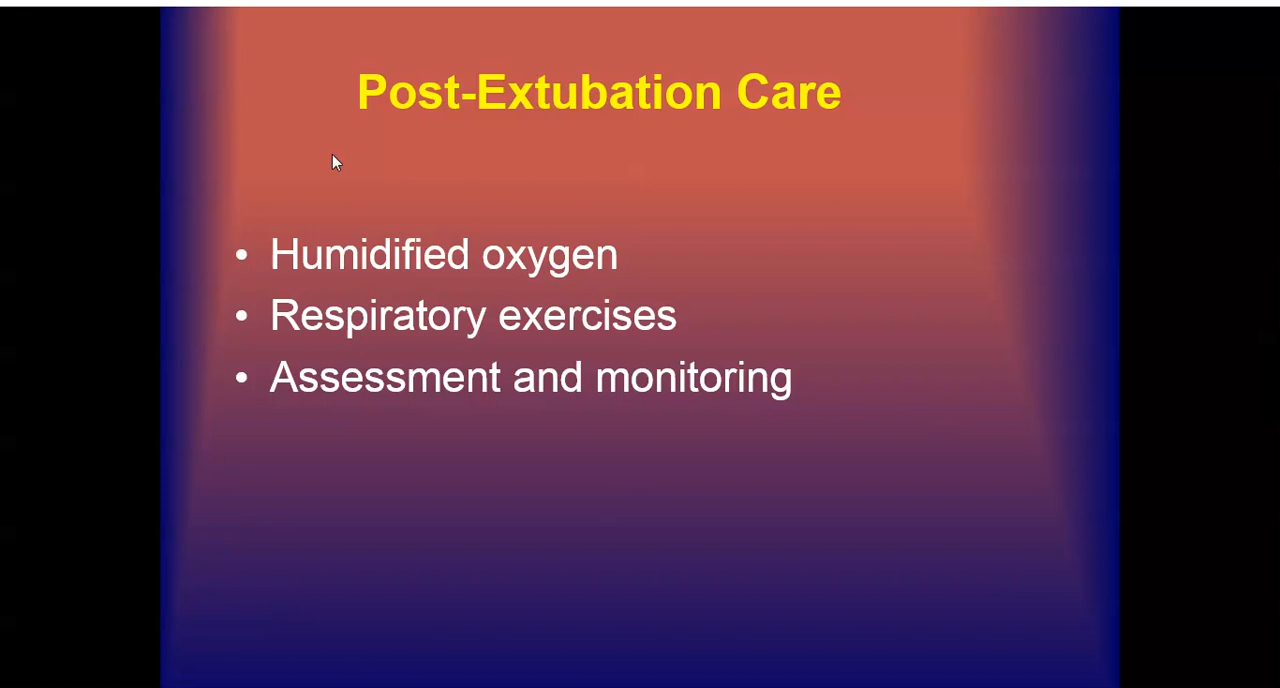 Post-Extubation Care
• Humidified oxygen
• Respiratory exercises
• Assessment and monitoring